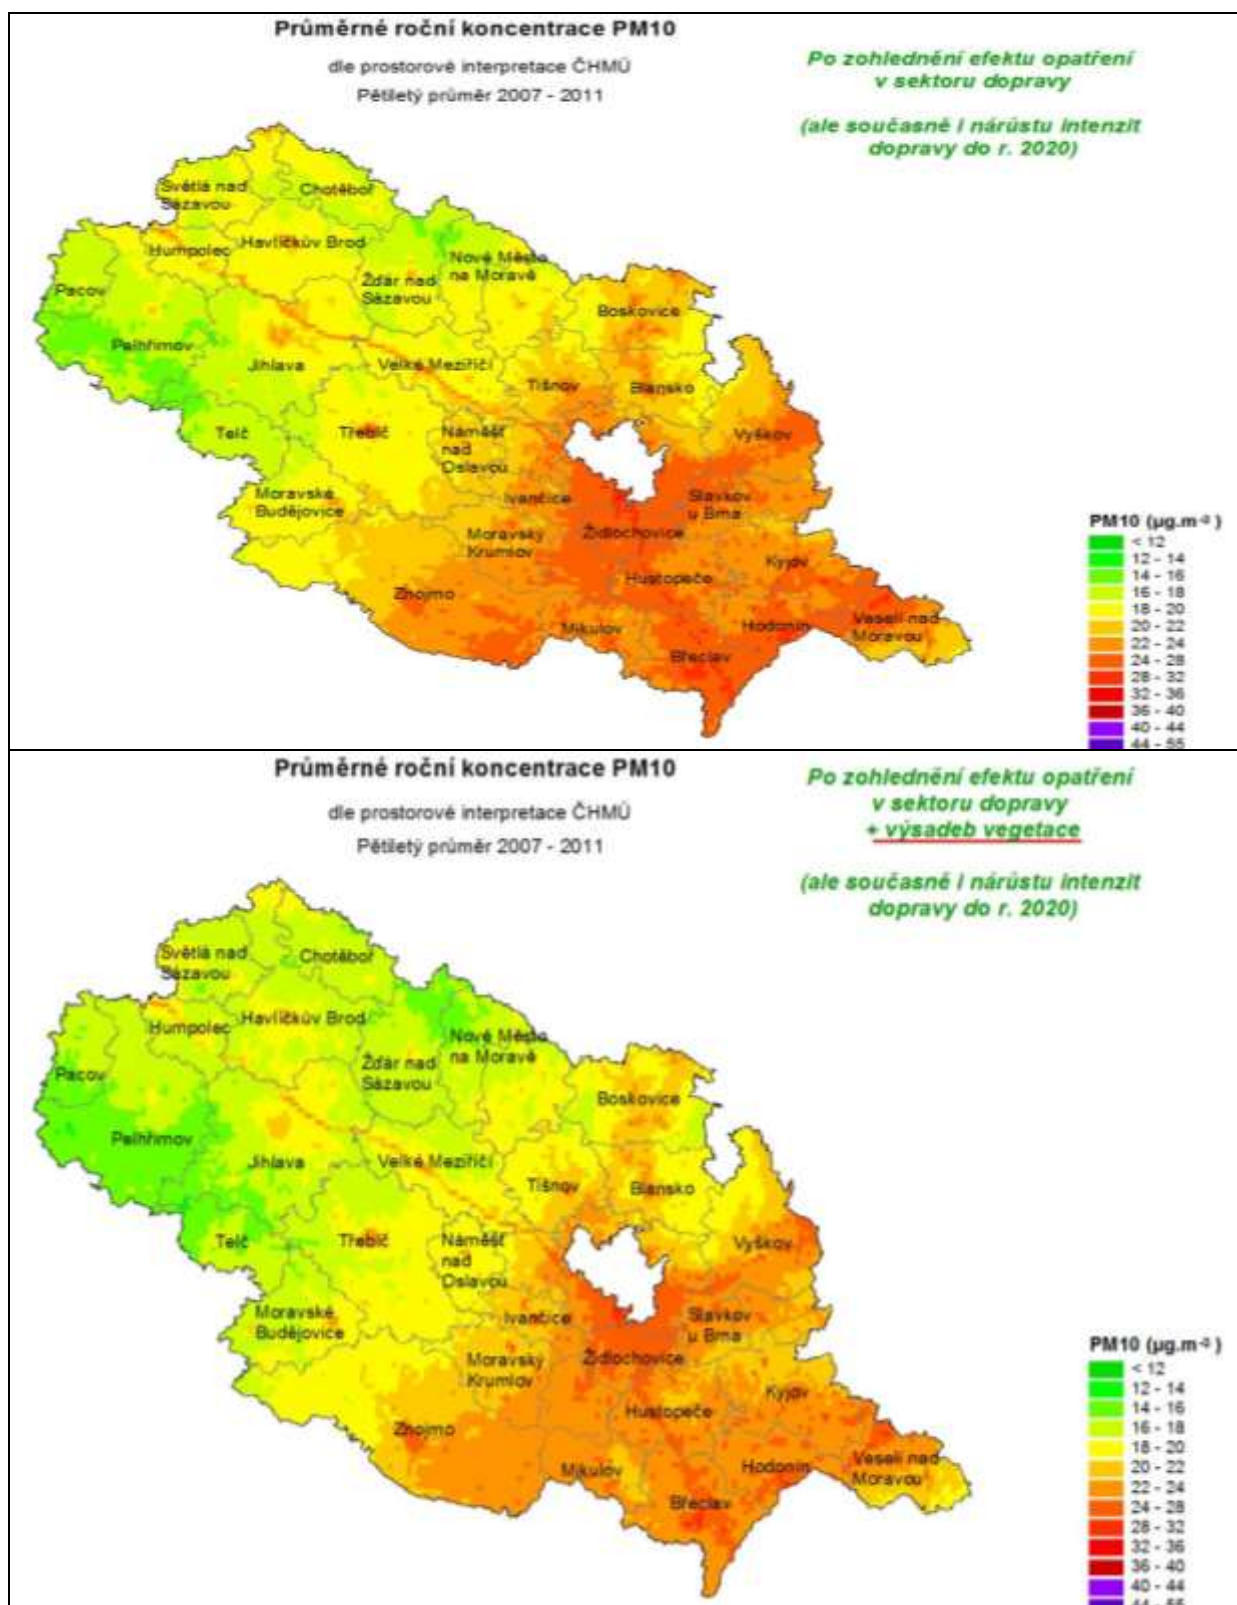 Průměrné roční koncentrace PM10
dle prostorové interpretace ČHMÚ
Pětiletý průměr 2007 - 2011
Po zohlednění efektu opatření
v sektoru dopravy
(ale současně i nárůstu intenzit
dopravy do r. 2020)
Světlá nad
Sázavou
Chotěboř
Humpolec
Havlíčkův Brod
Nové Město
na Moravě
Žďár nad
Sázavou
Pacov
Boskovice
Pelhřimov
Jihlava
Velké Meziříčí
Tišnov
Blansko
Telč
Třebíč
Náměšť
nad
Oslavou
Vyškov
Moravské
Budějovice
Ivančice
Slavkov
u Brna
Moravský
Krumlov
Židlochovice
Kyjov
Hustopeče
Znojmo
Mikulov
Hodonín
Veselí nad
Moravou
Břeclav
PM10 (µg.m-3 )
< 12
12 - 14
14 - 16
16 - 18
18 - 20
20 - 22
22 - 24
24 - 28
28 - 32
32 - 36
36 - 40
40 - 44
44 - 55
Průměrné roční koncentrace PM10
dle prostorové interpretace ČHMÚ
Pětiletý průměr 2007 - 2011
Po zohlednění efektu opatření
v sektoru dopravy
+ výsadeb vegetace
(ale současně i nárůstu intenzit
dopravy do r. 2020)
Světlá nad
Sázavou
Chotěboř
Humpolec
Havlíčkův Brod
Nové Město
na Moravě
Žďár nad
Sázavou
Pacov
Boskovice
Pelhřimov
Jihlava
Velké Meziříčí
Tišnov
Blansko
Telč
Třebíč
Náměšť
nad
Oslavou
Vyškov
Moravské
Budějovice
Ivančice
Slavkov
u Brna
Moravský
Krumlov
Židlochovice
Kyjov
Hustopeče
Znojmo
Mikulov
Hodonín
Veselí nad
Moravou
Břeclav
PM10 (µg.m-3 )
< 12
12 - 14
14 - 16
16 - 18
18 - 20
20 - 22
22 - 24
24 - 28
28 - 32
32 - 36
36 - 40
40 - 44
44 - 55